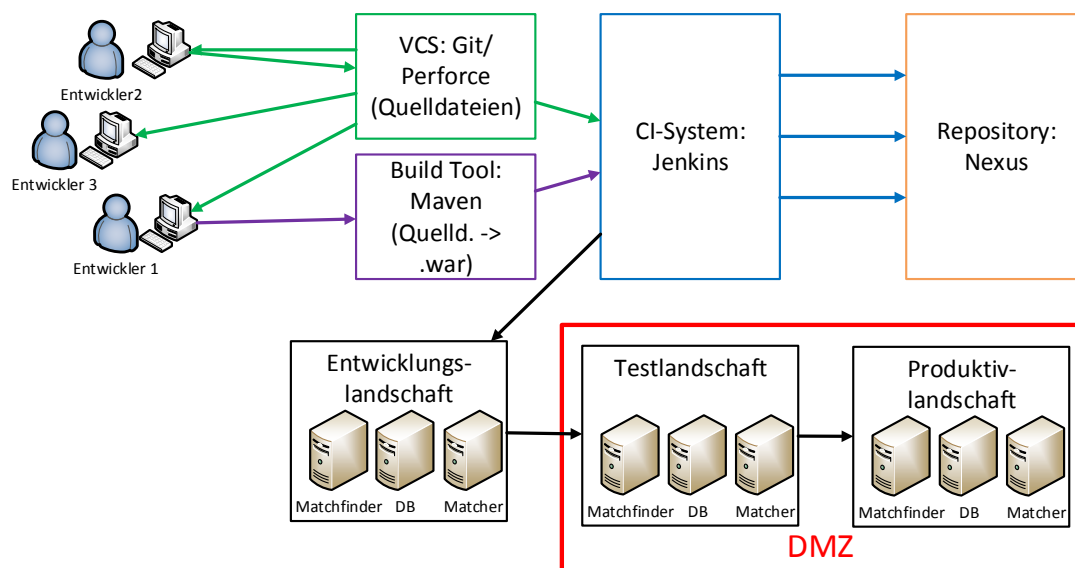 Entwickler2
Entwickler 3
Entwickler 1
VCS: Git/
Perforce
(Quelldateien)
Build Tool:
Maven
(Quelld. ->
.war)
CI-System:
Jenkins
Repository:
Nexus
Entwicklungs-
landschaft
Matchfinder DB Matcher
Testlandschaft
Matchfinder DB Matcher
Produktiv-
landschaft
Matchfinder DB Matcher
DMZ